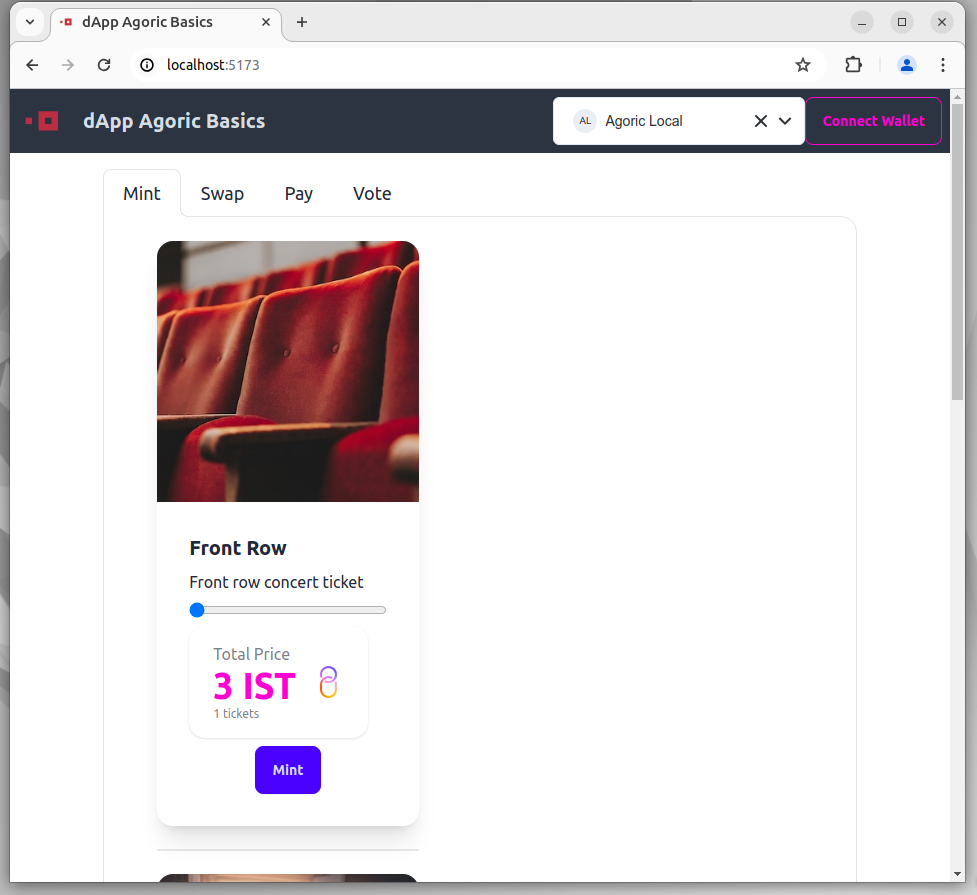 dApp Agoric Basics
localhost:5173
dApp Agoric Basics
AL Agoric Local
Connect Wallet
Mint Swap Pay Vote
Front Row
Front row concert ticket
Total Price
3 IST
1 tickets
Mint